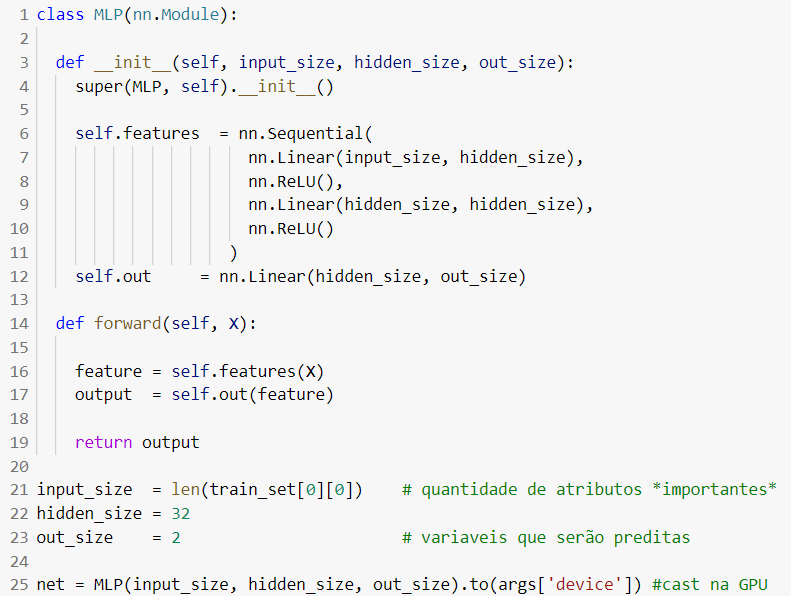 1 class MLP(nn.Module):
2
3   def __init__(self, input_size, hidden_size, out_size):
4     super(MLP, self).__init__()
5
6     self.features  = nn.Sequential(
7                       nn.Linear(input_size, hidden_size),
8                       nn.ReLU(),
9                       nn.Linear(hidden_size, hidden_size),
10                       nn.ReLU()
11                     )
12     self.out     = nn.Linear(hidden_size, out_size)
13
14   def forward(self, X):
15
16     feature = self.features(X)
17     output  = self.out(feature)
18
19     return output
20
21 input_size  = len(train_set[0][0])    # quantidade de atributos *importantes*
22 hidden_size = 32
23 out_size    = 2                       # variaveis que serão preditas
24
25 net = MLP(input_size, hidden_size, out_size).to(args['device']) #cast na GPU